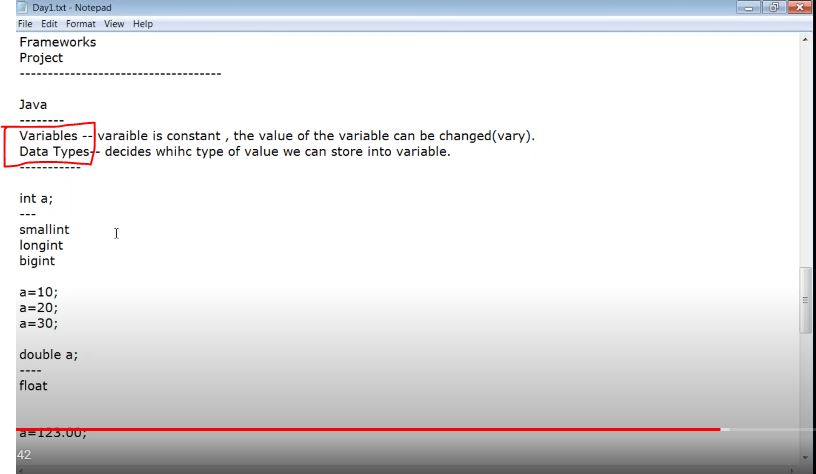 Day1.txt - Notepad
File Edit Format View Help
Frameworks
Project
------------------------------------
Java
--------
Variables -- varaible is constant , the value of the variable can be changed(vary).
Data Types-- decides whihc type of value we can store into variable.
-----------
int a;
---
smallint
longint
bigint
a=10;
a=20;
a=30;
double a;
----
float
a=123.00;
42